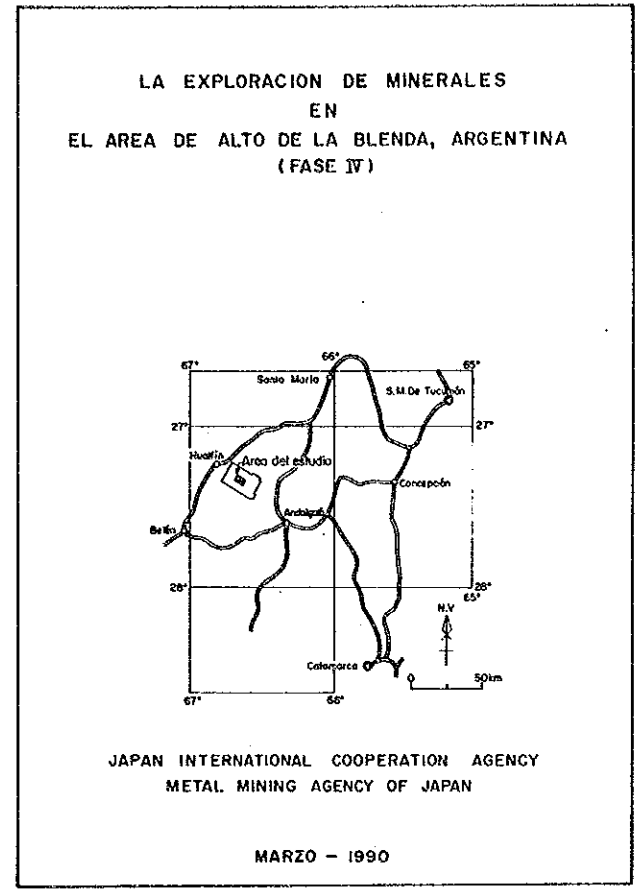 LA EXPLORACION DE MINERALES
EN
EL AREA DE ALTO DE LA BLENDA, ARGENTINA
(FASE IV)
67°
66°
65°
Santa María
S.M.De Tucumán
27°
27°
Hualfín
Area del estudio
Concepción
Andalgalá
Belén
28°
28°
65°
N.V
Catamarca
0
50km
67°
66°
JAPAN INTERNATIONAL COOPERATION AGENCY
METAL MINING AGENCY OF JAPAN
MARZO - 1990